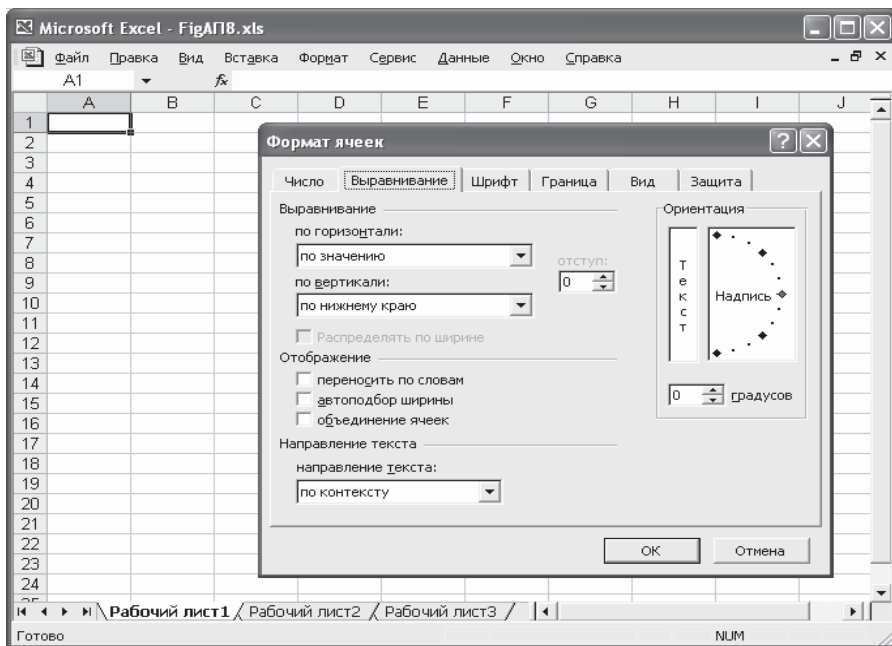 Microsoft Excel - FigАП8.xls
Файл Правка Вид Вставка Формат Сервис Данные Окно Справка
A1 fx
A B C D E F G H I J
1
2
3
4
5
6
7
8
9
10
11
12
13
14
15
16
17
18
19
20
21
22
23
24
Формат ячеек
Число Выравнивание Шрифт Граница Вид Защита
Выравнивание
по горизонтали:
по значению
отступ:
0
по вертикали:
по нижнему краю
Распределять по ширине
Отображение
переносить по словам
автоподбор ширины
объединение ячеек
Направление текста
направление текста:
по контексту
Ориентация
Текст
Надпись
0 градусов
ОК Отмена
Рабочий лист1 Рабочий лист2 Рабочий лист3
Готово NUM